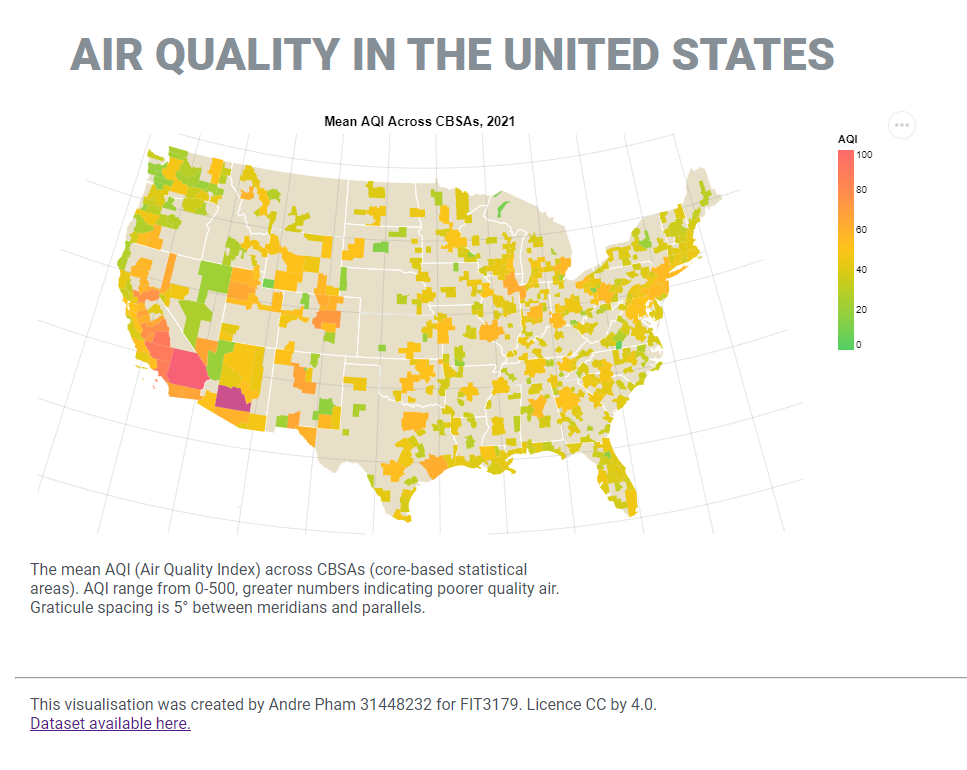 AIR QUALITY IN THE UNITED STATES
Mean AQI Across CBSAs, 2021
AQI
100
80
60
40
20
0
The mean AQI (Air Quality Index) across CBSAs (core-based statistical
areas). AQI range from 0-500, greater numbers indicating poorer quality air.
Graticule spacing is 5° between meridians and parallels.
This visualisation was created by Andre Pham 31448232 for FIT3179. Licence CC by 4.0.
Dataset available here.